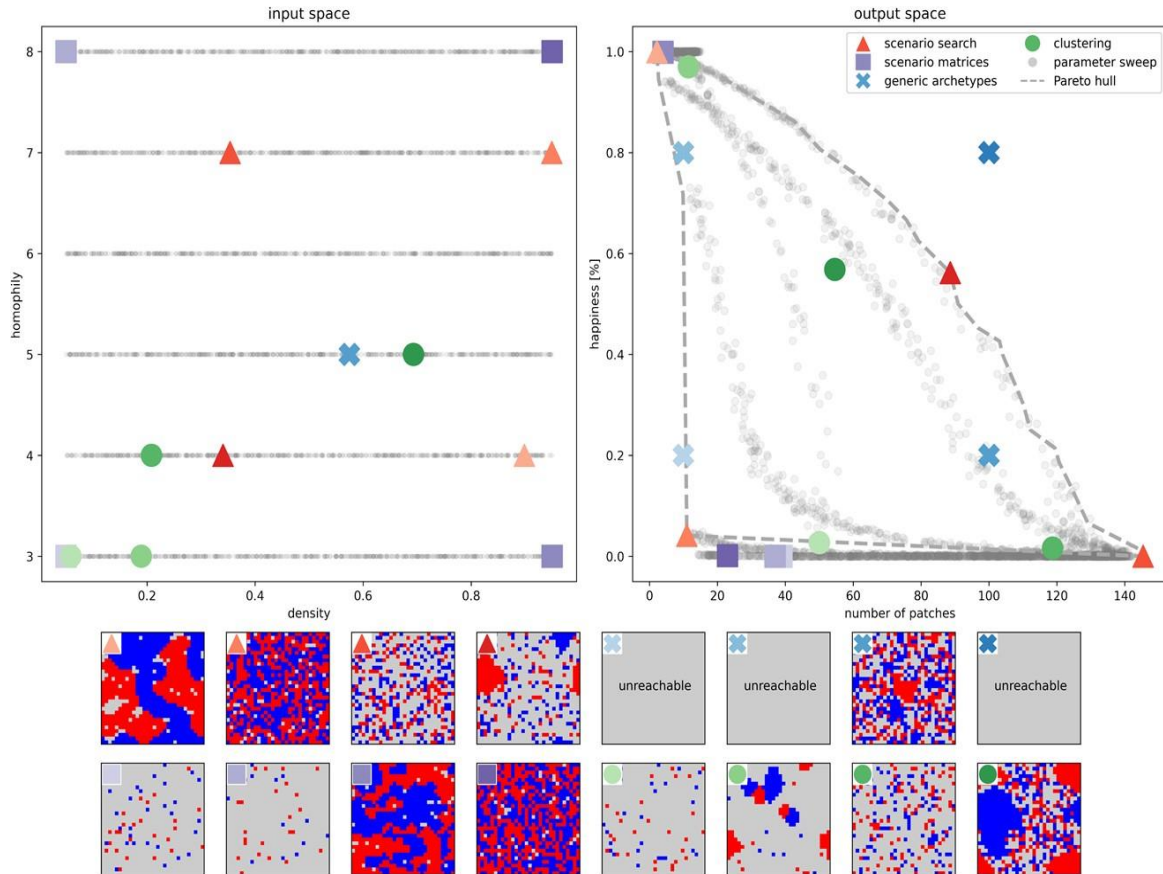 input space
output space
8
7
6
5
4
3
homophily
0.2
0.4
0.6
0.8
density
scenario search
scenario matrices
generic archetypes
clustering
parameter sweep
Pareto hull
1.0
0.8
0.6
0.4
0.2
0.0
happiness [%]
0
20
40
60
80
100
120
140
number of patches
unreachable
unreachable
unreachable